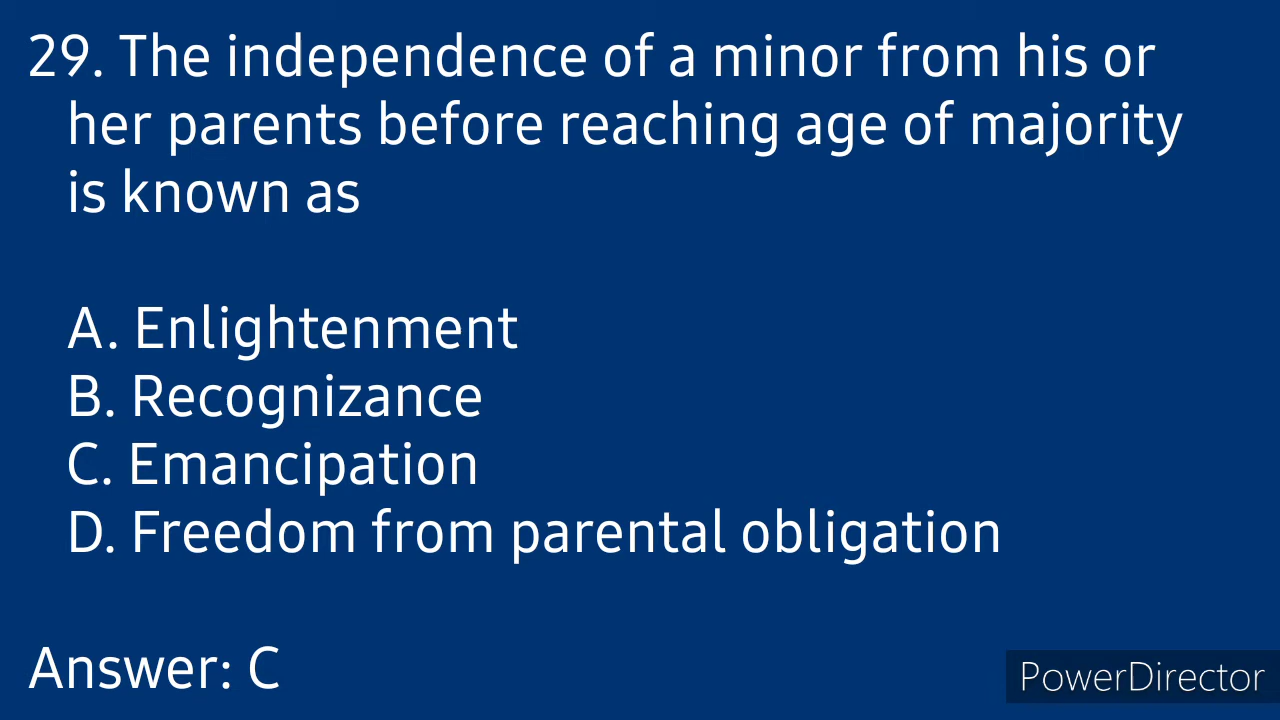 29. The independence of a minor from his or
her parents before reaching age of majority
is known as
A. Enlightenment
B. Recognizance
C. Emancipation
D. Freedom from parental obligation
Answer: C
PowerDirector